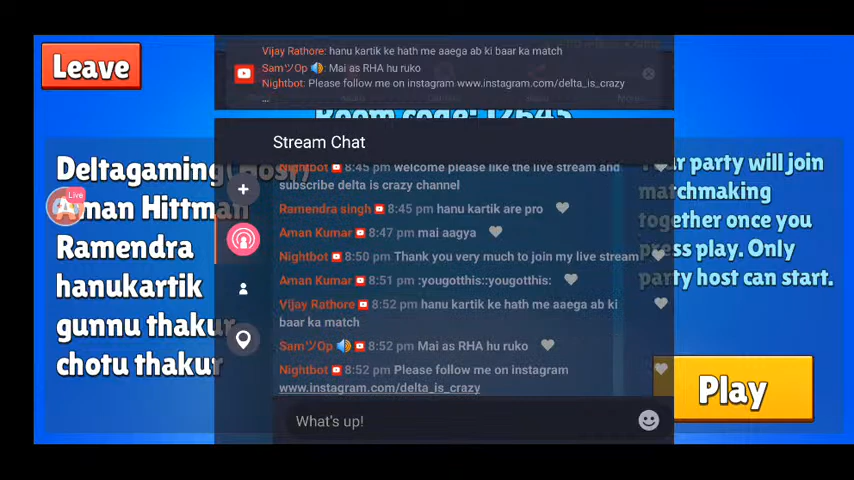 Leave
Vijay Rathore: hanu kartik ke hath me aaega ab ki baar ka match
SamツOp 🔊: Mai as RHA hu ruko
Nightbot: Please follow me on instagram www.instagram.com/delta_is_crazy
...
Room code: 12645
Stream Chat
Nightbot 8:45 pm welcome please like the live stream and
subscribe delta is crazy channel
Ramendra singh 8:45 pm hanu kartik are pro
Aman Kumar 8:47 pm mai aagya
Nightbot 8:50 pm Thank you very much to join my live stream
Aman Kumar 8:51 pm :yougotthis::yougotthis:
Vijay Rathore 8:52 pm hanu kartik ke hath me aaega ab ki
baar ka match
SamツOp 🔊 8:52 pm Mai as RHA hu ruko
Nightbot 8:52 pm Please follow me on instagram
www.instagram.com/delta_is_crazy
What's up!
Deltagaming(Host)
Live
Aman Hittman
Ramendra
hanukartik
gunnu thakur
chotu thakur
Your party will join
matchmaking
together once you
press play. Only
party host can start.
Play